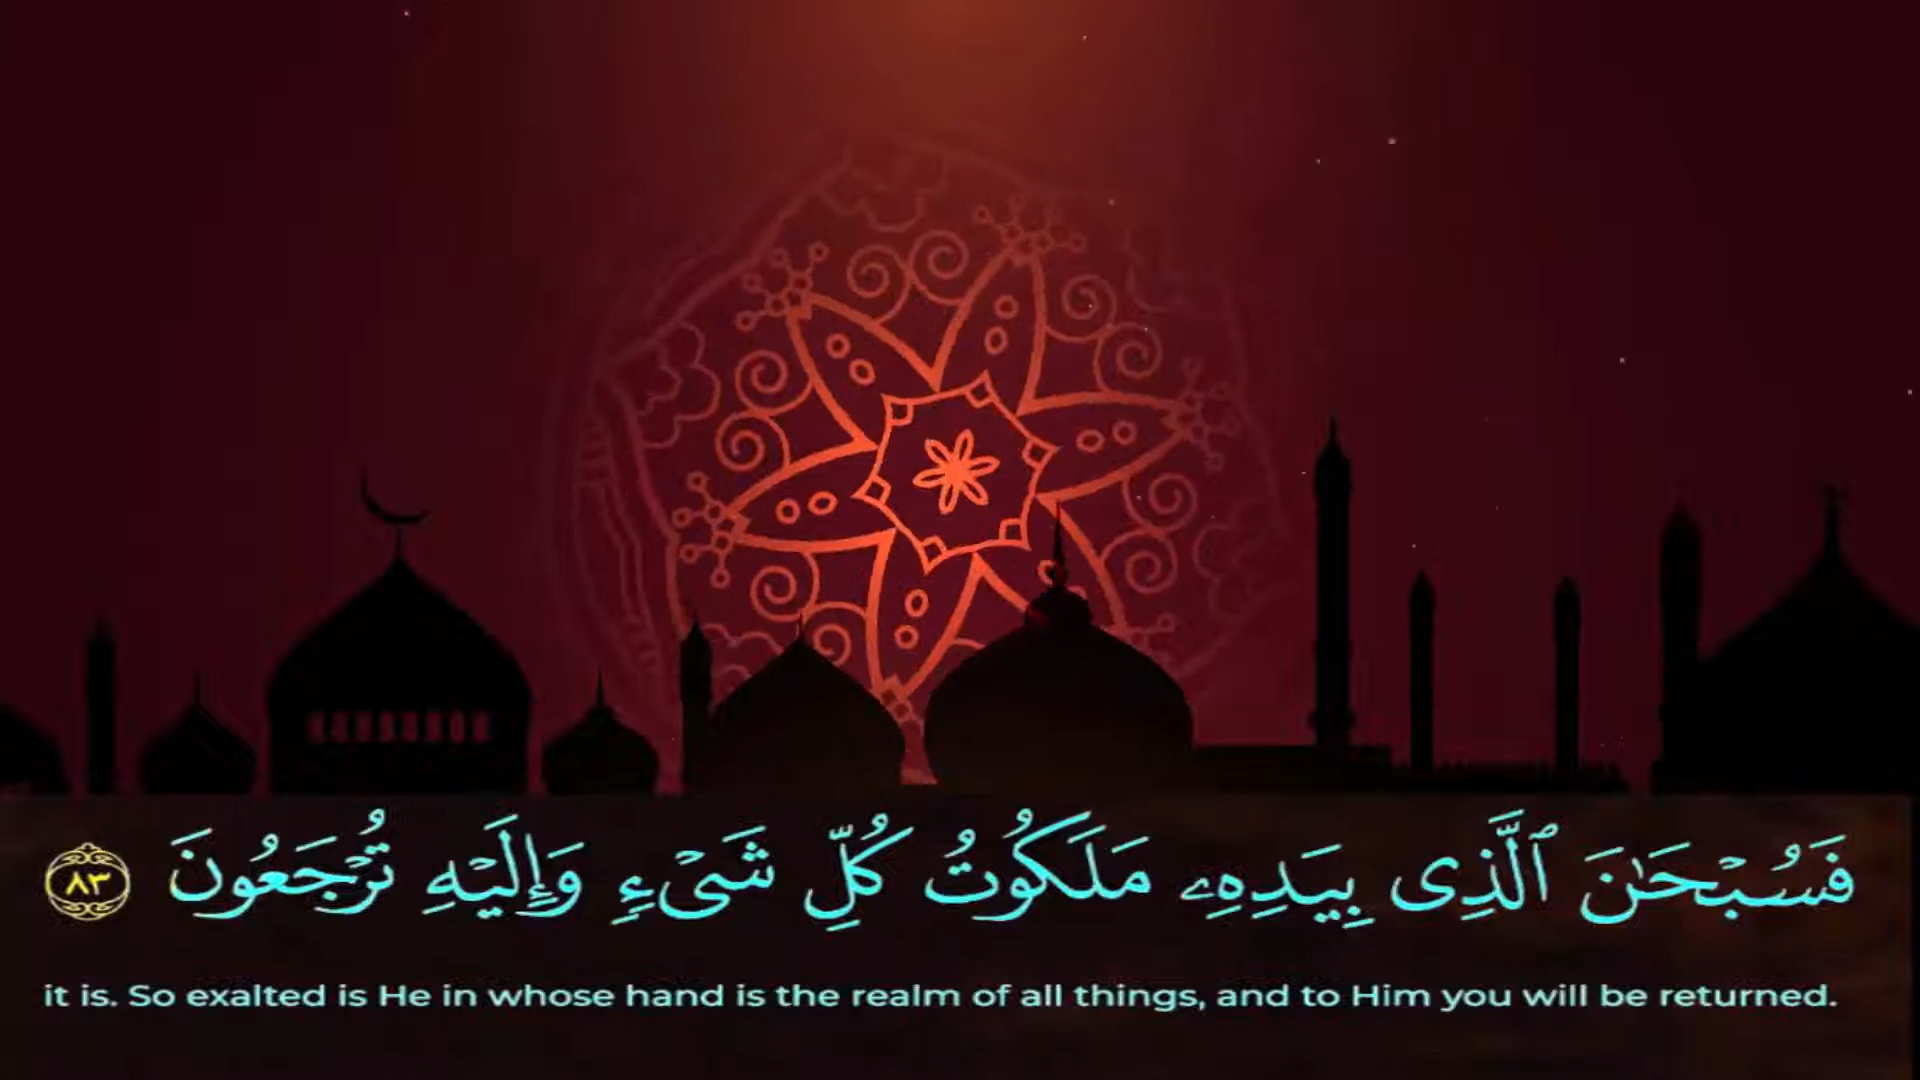 فَسُبْحَـٰنَ ٱلَّذِى بِيَدِهِۦ مَلَكُوتُ كُلِّ شَىْءٍ وَإِلَيْهِ تُرْجَعُونَ ٨٣
it is. So exalted is He in whose hand is the realm of all things, and to Him you will be returned.